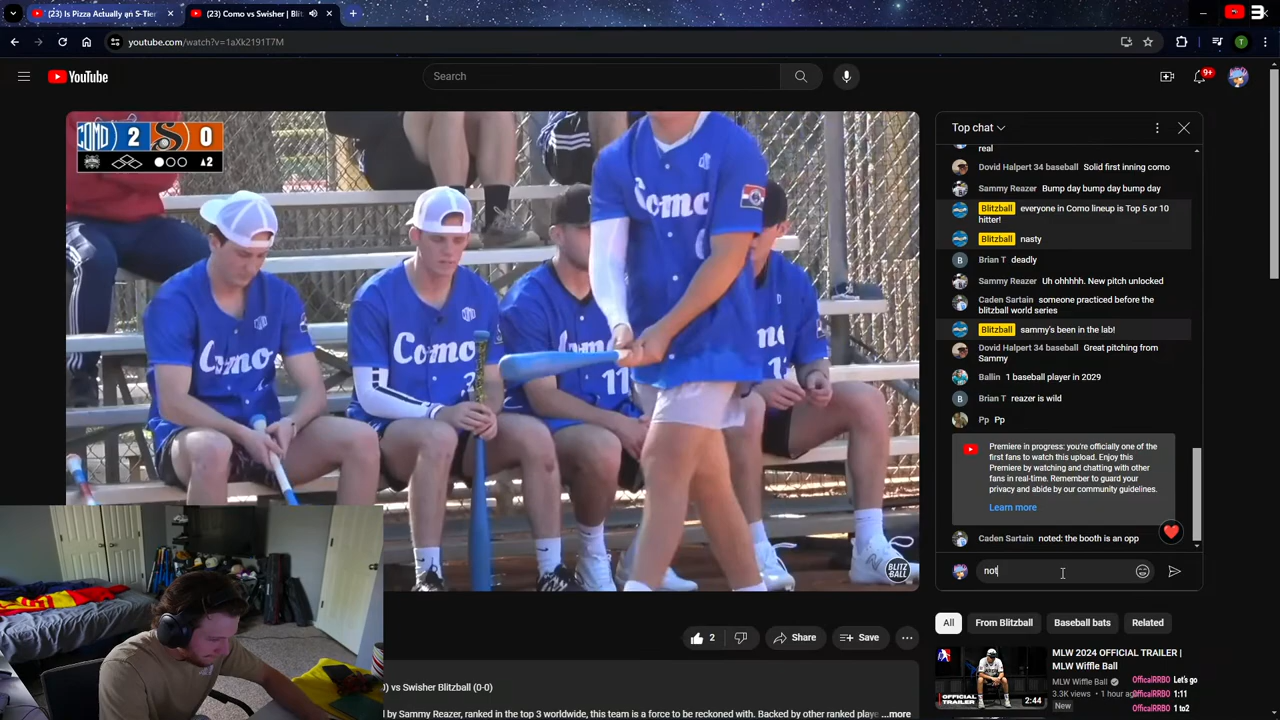 (23) Is Pizza Actually an S-Tier
(23) Como vs Swisher | Blit
youtube.com/watch?v=1aXk2191T7M
T
YouTube
Search
9+
COMO 2 S 0
▲2
Como
Como
3
11
Como
BLITZ BALL
Top chat
real
Dovid Halpert 34 baseball Solid first inning como
Sammy Reazer Bump day bump day bump day
Blitzball everyone in Como lineup is Top 5 or 10
hitter!
Blitzball nasty
B Brian T deadly
Sammy Reazer Uh ohhhhh. New pitch unlocked
Caden Sartain someone practiced before the
blitzball world series
Blitzball sammy's been in the lab!
Dovid Halpert 34 baseball Great pitching from
Sammy
Ballin 1 baseball player in 2029
B Brian T reazer is wild
Pp Pp
Premiere in progress: you're officially one of the
first fans to watch this upload. Enjoy this
Premiere by watching and chatting with other
fans in real-time. Remember to guard your
privacy and abide by our community guidelines.
Learn more
Caden Sartain noted: the booth is an opp
not
2
Share
Save
...
) vs Swisher Blitzball (0-0)
l by Sammy Reazer, ranked in the top 3 worldwide, this team is a force to be reckoned with. Backed by other ranked playe ...more
All
From Blitzball
Baseball bats
Related
MLW 2024 OFFICIAL TRAILER |
MLW Wiffle Ball
MLW Wiffle Ball
3.3K views • 1 hour ag
New
OFFICIAL
TRAILER
2:44
OfficalRRBO Let's go
OfficalRRBO 1:11
OfficalRRBO 1 to2